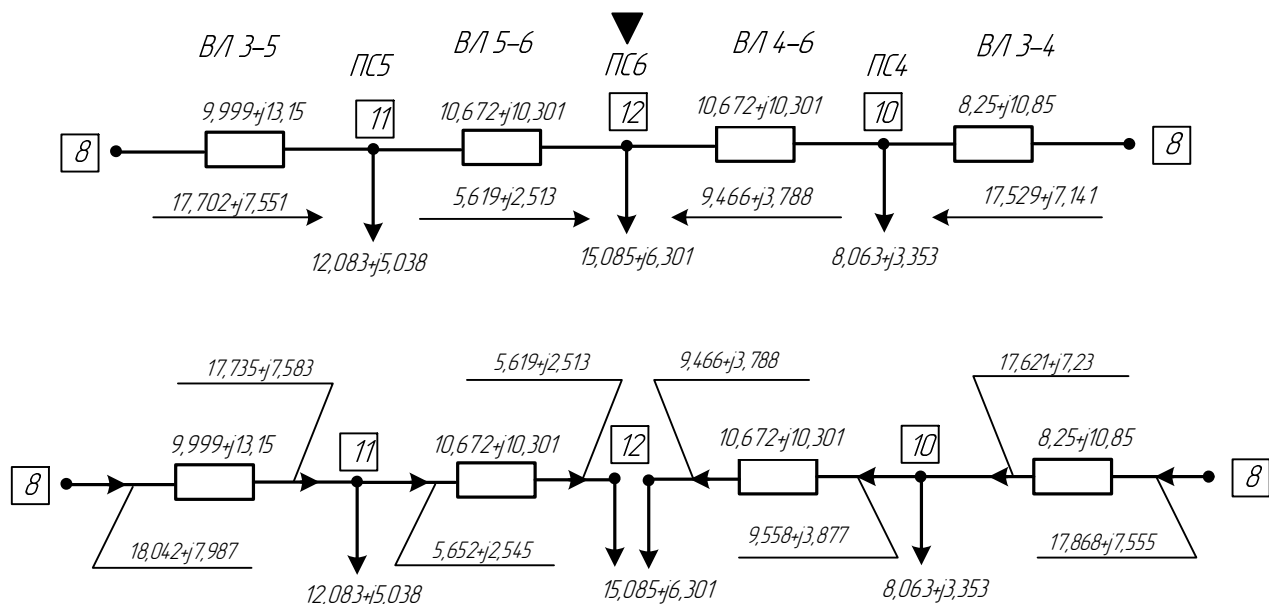 ВЛ 3–5
ВЛ 5–6
ВЛ 4–6
ВЛ 3–4
ПС5
ПС6
ПС4
9,999+j13,15
10,672+j10,301
10,672+j10,301
8,25+j10,85
8
11
12
10
8
17,702+j7,551
5,619+j2,513
9,466+j3,788
17,529+j7,141
12,083+j5,038
15,085+j6,301
8,063+j3,353
17,735+j7,583
5,619+j2,513
9,466+j3,788
17,621+j7,23
9,999+j13,15
10,672+j10,301
10,672+j10,301
8,25+j10,85
8
11
12
10
8
18,042+j7,987
5,652+j2,545
9,558+j3,877
17,868+j7,555
12,083+j5,038
15,085+j6,301
8,063+j3,353